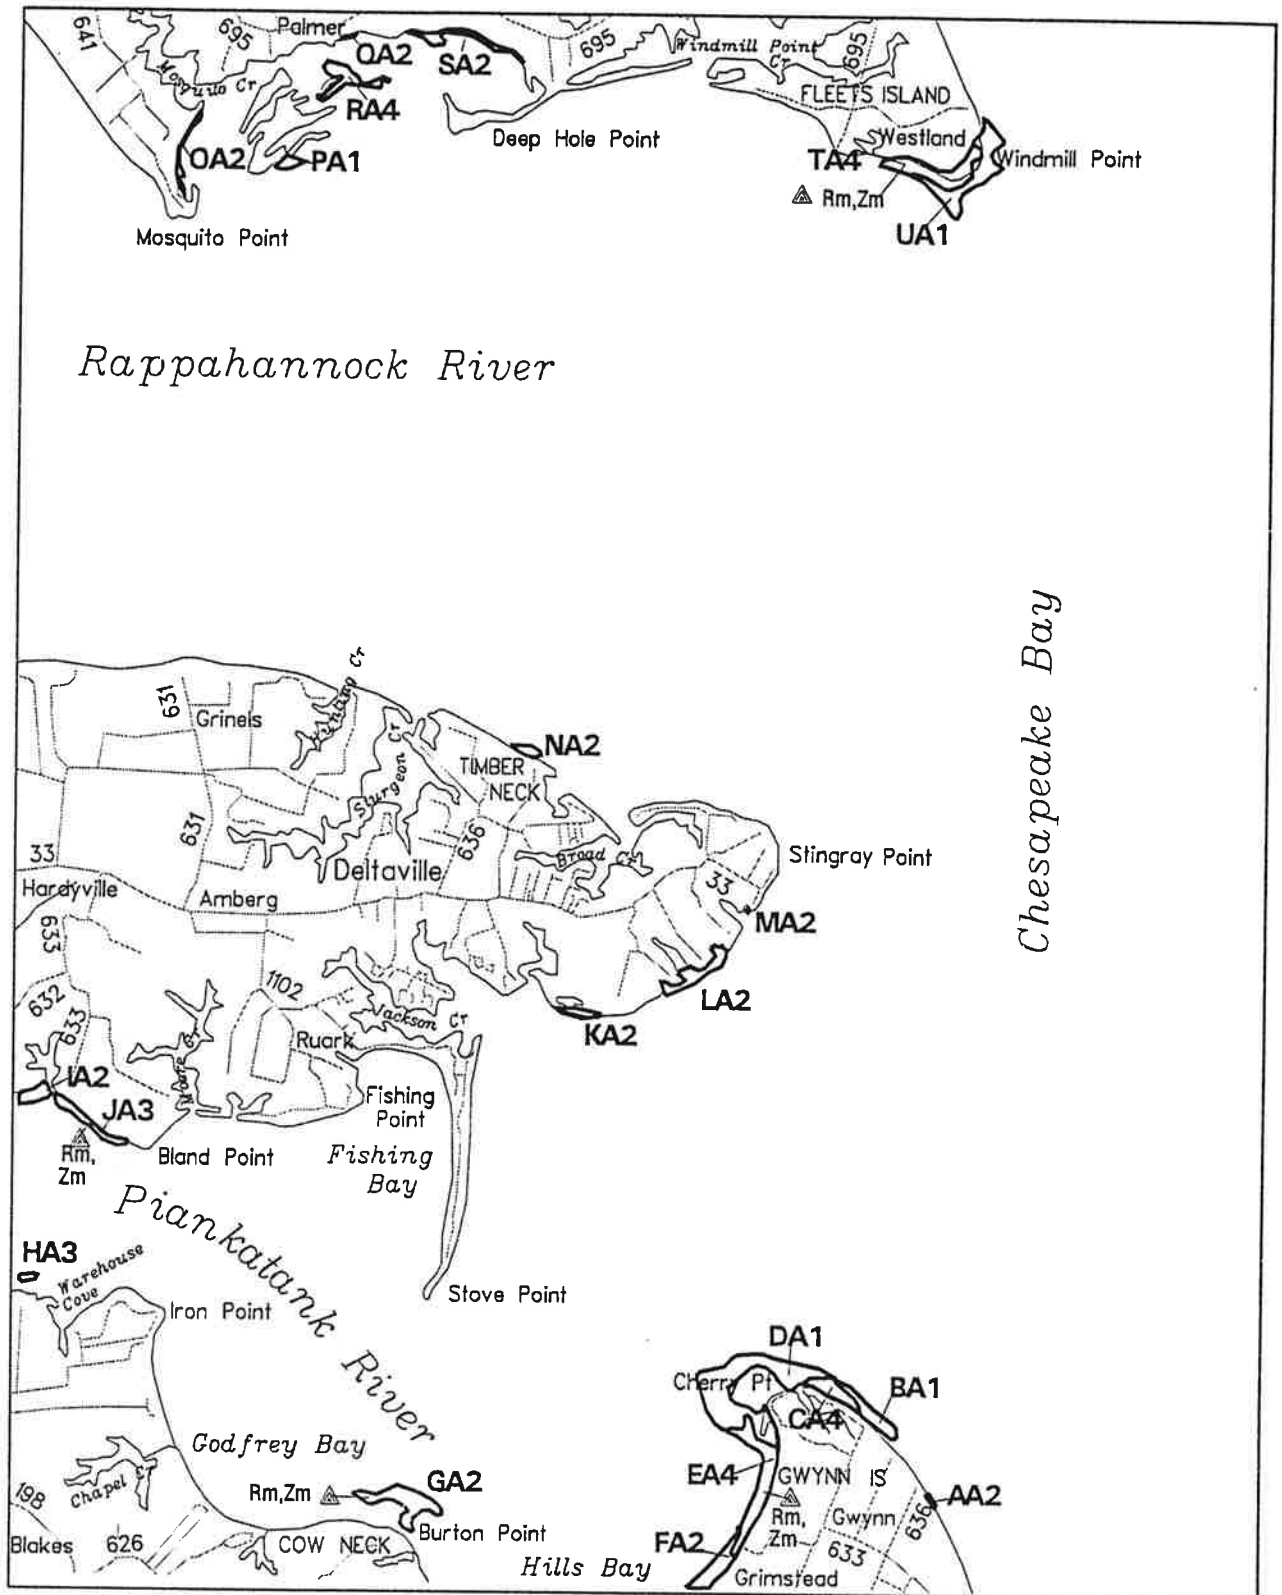 641
695
Palmer
QA2
SA2
695
Windmill Point
Cr
695
Mosquito Cr
RA4
FLEETS ISLAND
Deep Hole Point
Westland
OA2
PA1
TA4
Windmill Point
Rm,Zm
UA1
Mosquito Point
Rappahannock River
Chesapeake Bay
Hunting Cr
631
Grinels
NA2
TIMBER
NECK
Sturgeon Cr
631
636
Broad Cr
Stingray Point
33
Deltaville
33
Hardyville
Amberg
MA2
633
1102
632
LA2
633
Jackson Cr
KA2
Ruark
Moore Cr
IA2
JA3
Fishing
Point
Rm,
Zm
Bland Point
Fishing
Bay
Piankatank River
HA3
Warehouse
Cove
Stove Point
Iron Point
DA1
Cherry Pt
BA1
CA4
Godfrey Bay
EA4
GWYNN IS
GA2
Chapel Cr
Rm,Zm
AA2
198
Rm,
Zm
Gwynn
636
Burton Point
Blakes
626
COW NECK
FA2
633
Hills Bay
Grimstead